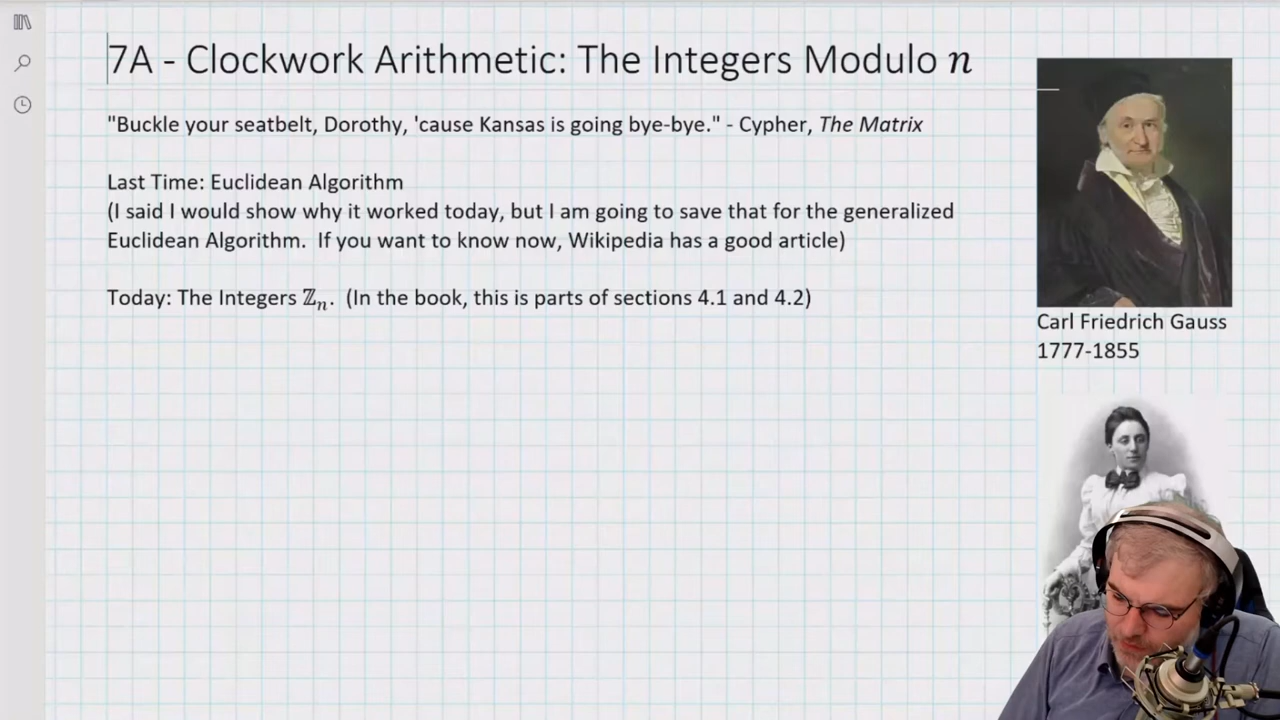 7A - Clockwork Arithmetic: The Integers Modulo n
"Buckle your seatbelt, Dorothy, 'cause Kansas is going bye-bye." - Cypher, The Matrix
Last Time: Euclidean Algorithm
(I said I would show why it worked today, but I am going to save that for the generalized
Euclidean Algorithm.  If you want to know now, Wikipedia has a good article)
Today: The Integers ℤₙ.  (In the book, this is parts of sections 4.1 and 4.2)
Carl Friedrich Gauss
1777-1855